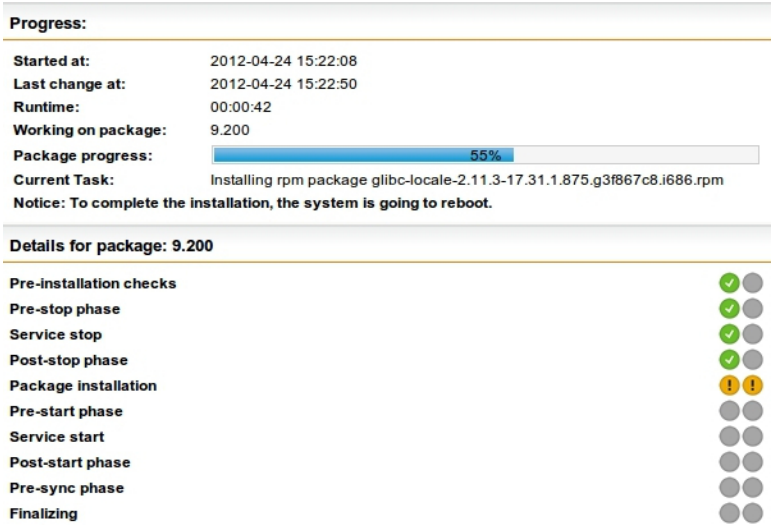 Progress:
Started at: 2012-04-24 15:22:08
Last change at: 2012-04-24 15:22:50
Runtime: 00:00:42
Working on package: 9.200
Package progress: 55%
Current Task: Installing rpm package glibc-locale-2.11.3-17.31.1.875.g3f867c8.i686.rpm
Notice: To complete the installation, the system is going to reboot.
Details for package: 9.200
Pre-installation checks
Pre-stop phase
Service stop
Post-stop phase
Package installation ! !
Pre-start phase
Service start
Post-start phase
Pre-sync phase
Finalizing